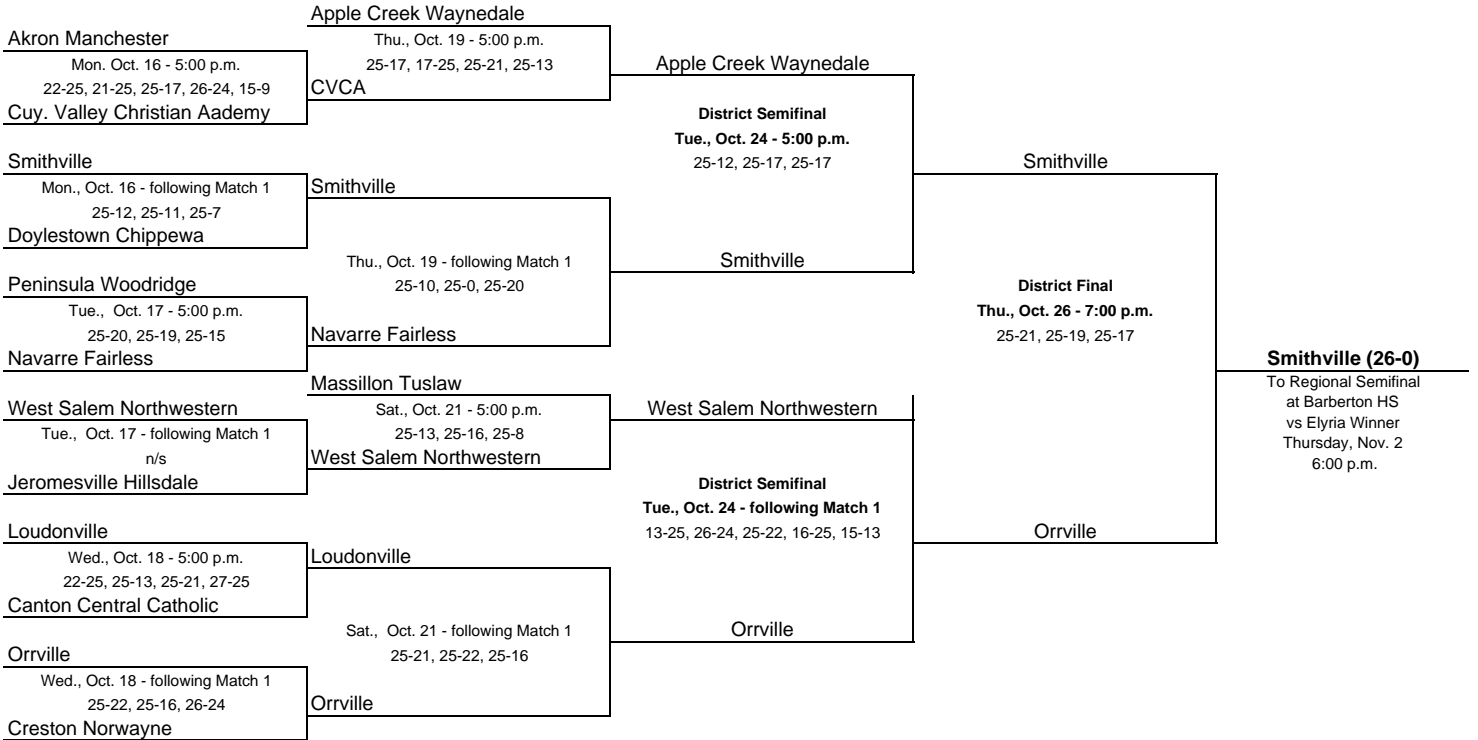 Apple Creek Waynedale
Akron Manchester
Thu., Oct. 19 - 5:00 p.m.
Mon. Oct. 16 - 5:00 p.m.
25-17, 17-25, 25-21, 25-13
Apple Creek Waynedale
22-25, 21-25, 25-17, 26-24, 15-9
CVCA
Cuy. Valley Christian Aademy
District Semifinal
Tue., Oct. 24 - 5:00 p.m.
Smithville
25-12, 25-17, 25-17
Smithville
Mon., Oct. 16 - following Match 1
Smithville
25-12, 25-11, 25-7
Doylestown Chippewa
Thu., Oct. 19 - following Match 1
Smithville
Peninsula Woodridge
25-10, 25-0, 25-20
District Final
Tue., Oct. 17 - 5:00 p.m.
Thu., Oct. 26 - 7:00 p.m.
25-20, 25-19, 25-15
Navarre Fairless
25-21, 25-19, 25-17
Navarre Fairless
Smithville (26-0)
Massillon Tuslaw
To Regional Semifinal
West Salem Northwestern
Sat., Oct. 21 - 5:00 p.m.
West Salem Northwestern
at Barberton HS
Tue., Oct. 17 - following Match 1
25-13, 25-16, 25-8
vs Elyria Winner
n/s
West Salem Northwestern
Thursday, Nov. 2
6:00 p.m.
Jeromesville Hillsdale
District Semifinal
Tue., Oct. 24 - following Match 1
Loudonville
13-25, 26-24, 25-22, 16-25, 15-13
Orrville
Wed., Oct. 18 - 5:00 p.m.
Loudonville
22-25, 25-13, 25-21, 27-25
Canton Central Catholic
Sat., Oct. 21 - following Match 1
Orrville
Orrville
25-21, 25-22, 25-16
Wed., Oct. 18 - following Match 1
25-22, 25-16, 26-24
Orrville
Creston Norwayne